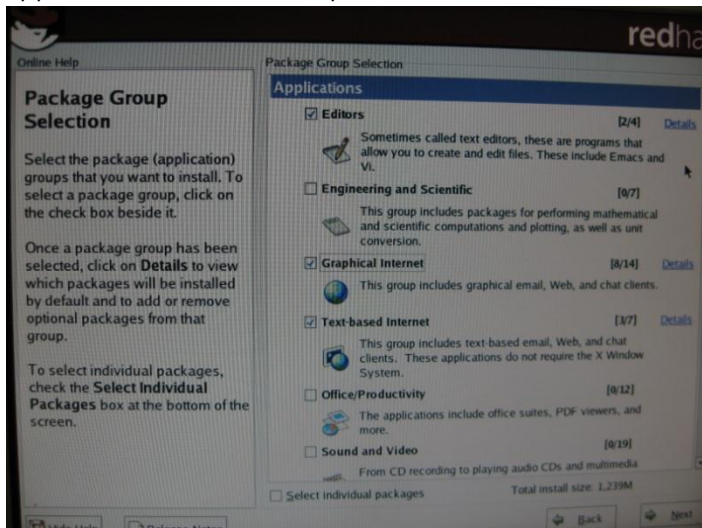 redha
Online Help
Package Group
Selection
Select the package (application)
groups that you want to install. To
select a package group, click on
the check box beside it.
Once a package group has been
selected, click on Details to view
which packages will be installed
by default and to add or remove
optional packages from that
group.
To select individual packages,
check the Select Individual
Packages box at the bottom of the
screen.
Hide Help
Release Notes
Package Group Selection
Applications
Editors [2/4] Details
Sometimes called text editors, these are programs that
allow you to create and edit files. These include Emacs and
Vi.
Engineering and Scientific [0/7]
This group includes packages for performing mathematical
and scientific computations and plotting, as well as unit
conversion.
Graphical Internet [8/14] Details
This group includes graphical email, Web, and chat clients.
Text-based Internet [3/7] Details
This group includes text-based email, Web, and chat
clients. These applications do not require the X Window
System.
Office/Productivity [0/12]
The applications include office suites, PDF viewers, and
more.
Sound and Video [0/19]
From CD recording to playing audio CDs and multimedia
Select individual packages
Total install size: 1,239M
Back
Next